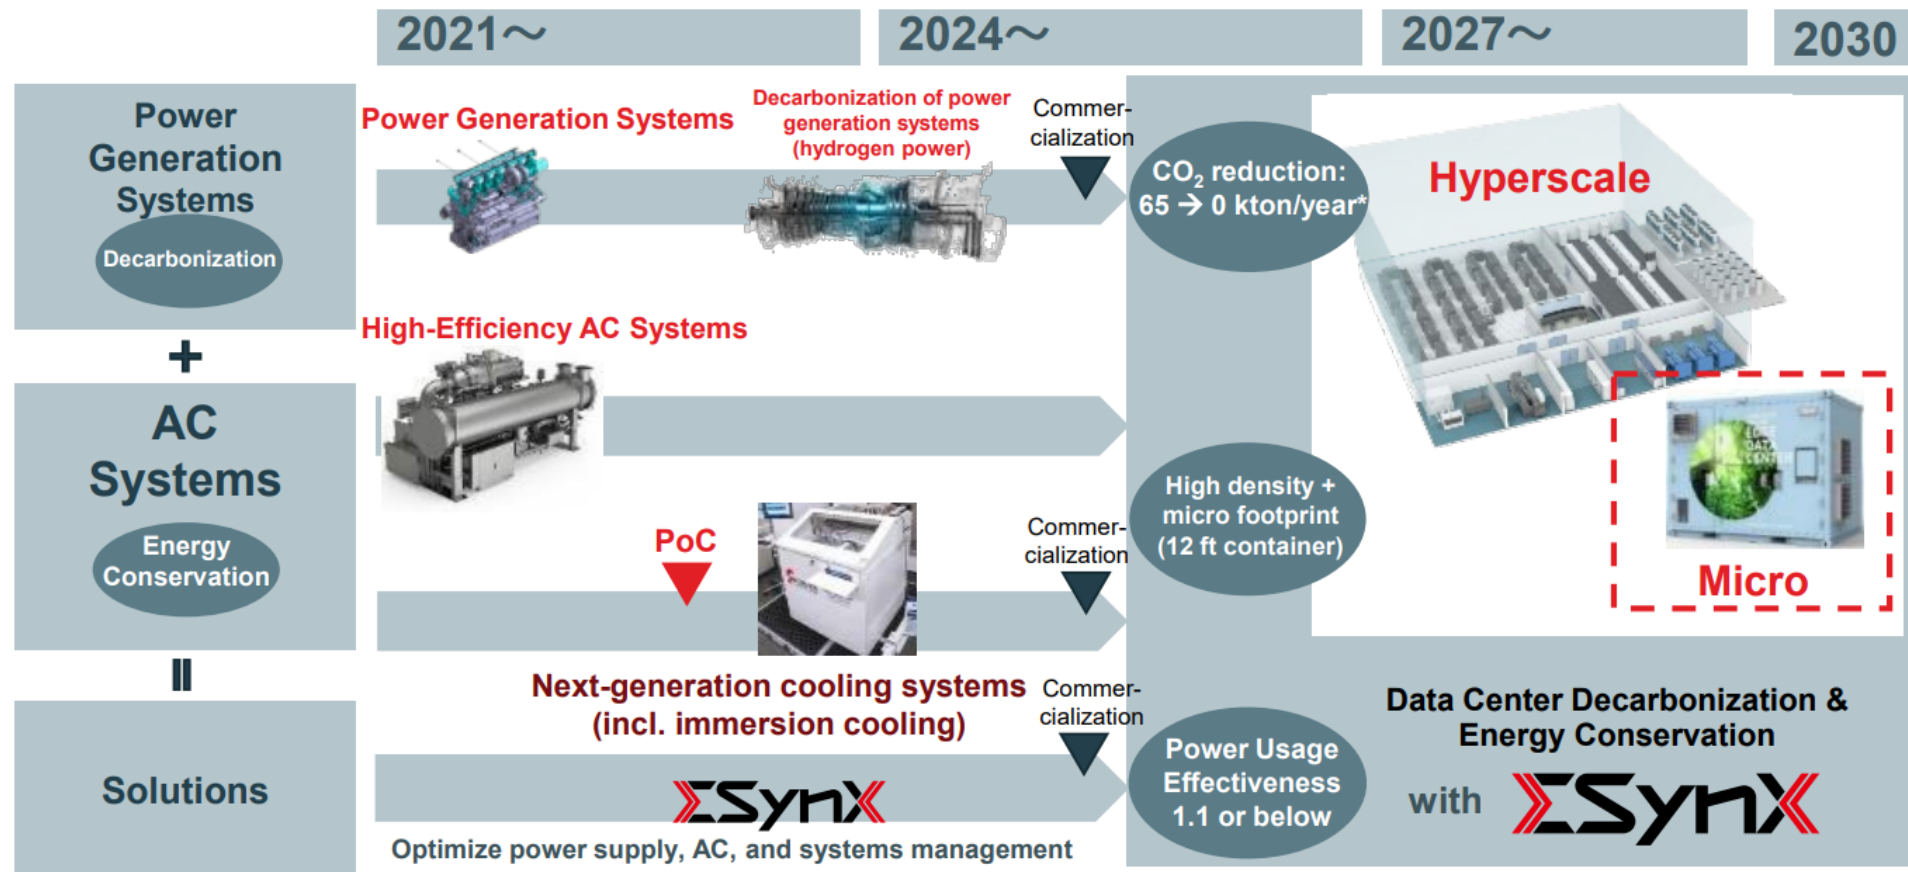 2021～
2024～
2027～
2030
Power
Generation
Systems
Decarbonization
+
AC
Systems
Energy
Conservation
=
Solutions
Power Generation Systems
Decarbonization of power
generation systems
(hydrogen power)
Commer-
cialization
CO₂ reduction:
65 → 0 kton/year*
High-Efficiency AC Systems
PoC
Commer-
cialization
High density +
micro footprint
(12 ft container)
Next-generation cooling systems
(incl. immersion cooling)
Commer-
cialization
ΣSynX
Optimize power supply, AC, and systems management
Power Usage
Effectiveness
1.1 or below
Hyperscale
EDGE
DATA
CENTER
Micro
Data Center Decarbonization &
Energy Conservation
with ΣSynX